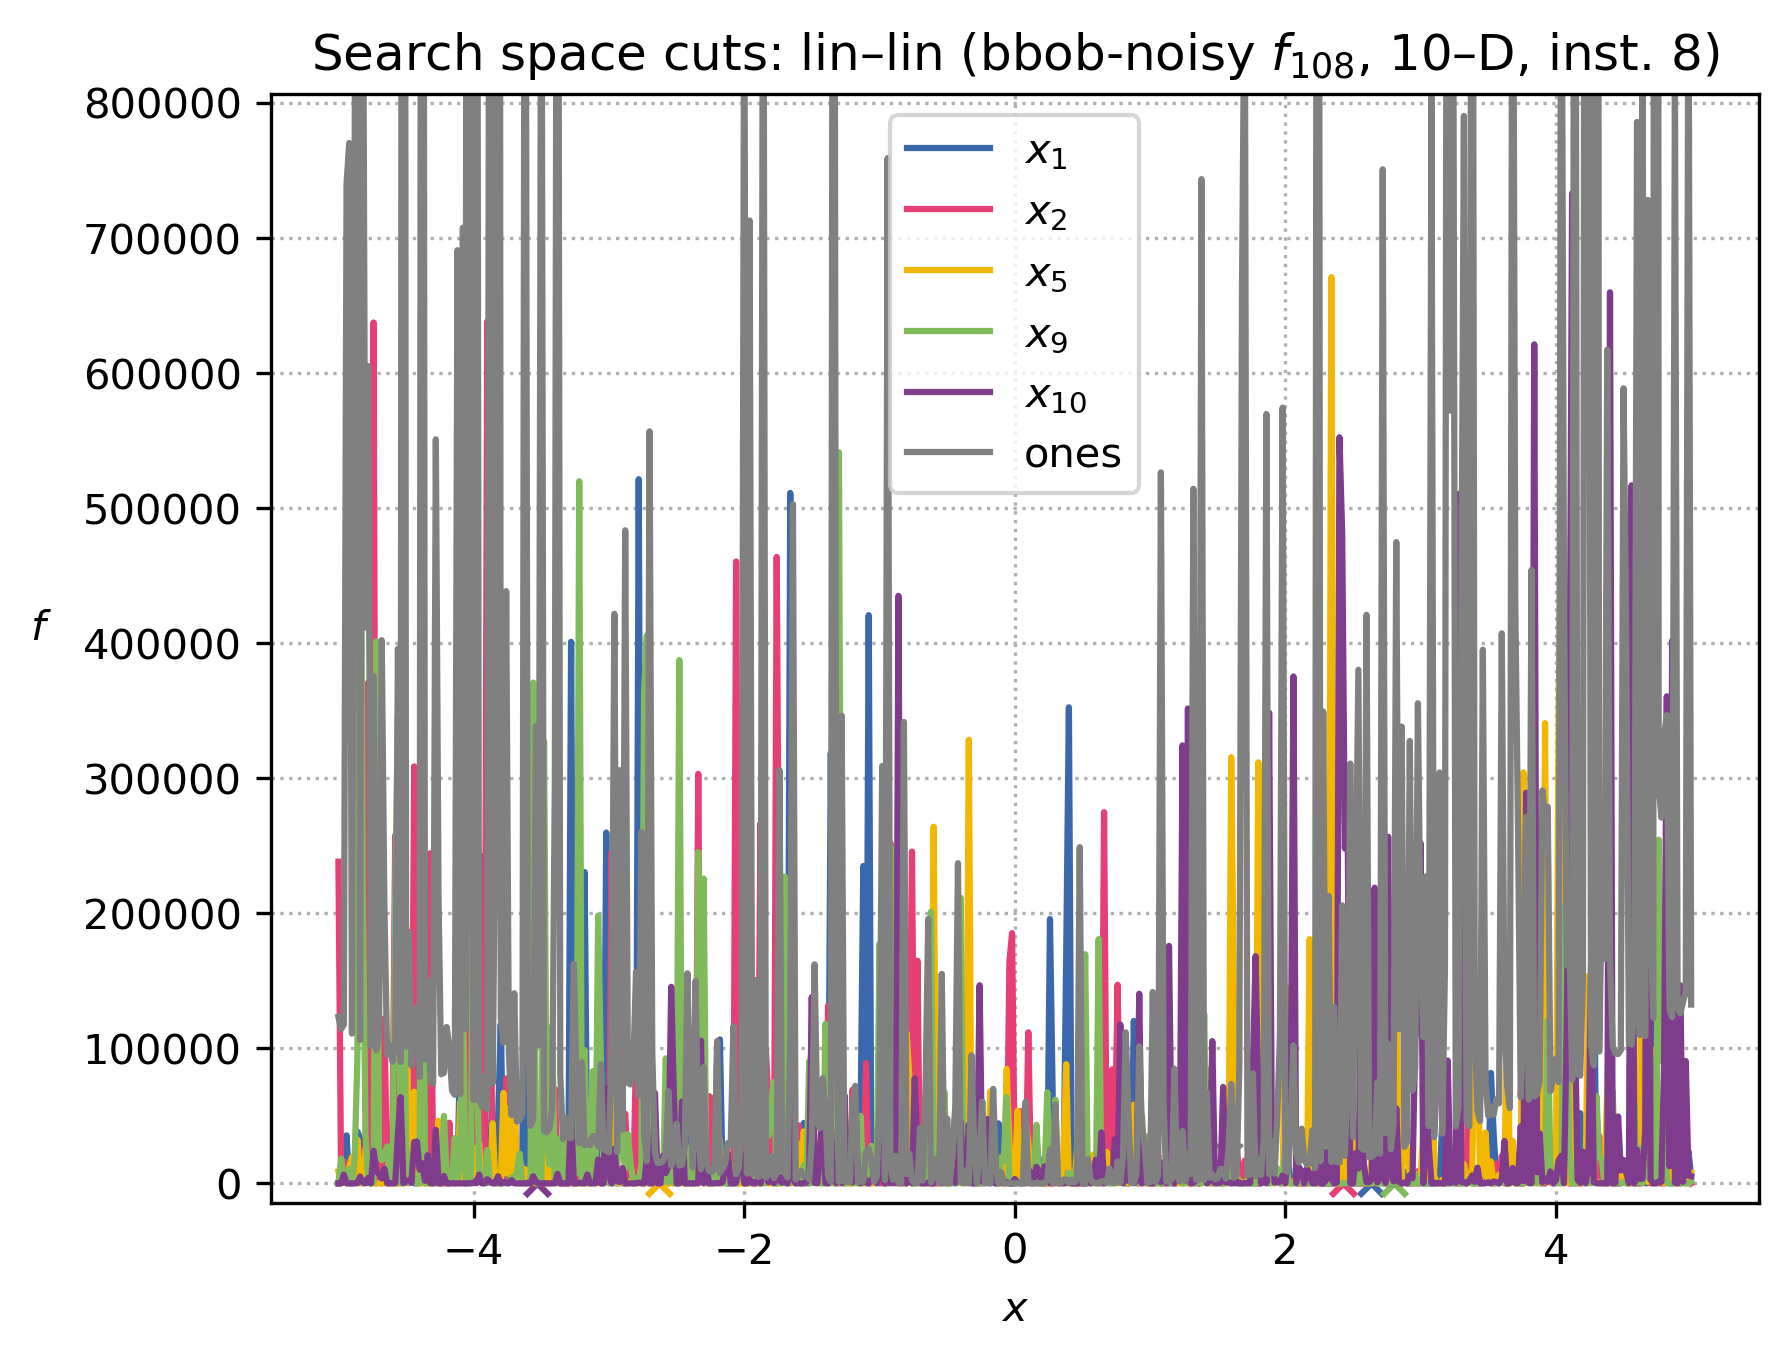 Search space cuts: lin–lin (bbob-noisy f₁₀₈, 10–D, inst. 8)
800000
700000
600000
500000
400000
300000
200000
100000
0
f
x₁
x₂
x₅
x₉
x₁₀
ones
−4
−2
0
2
4
x